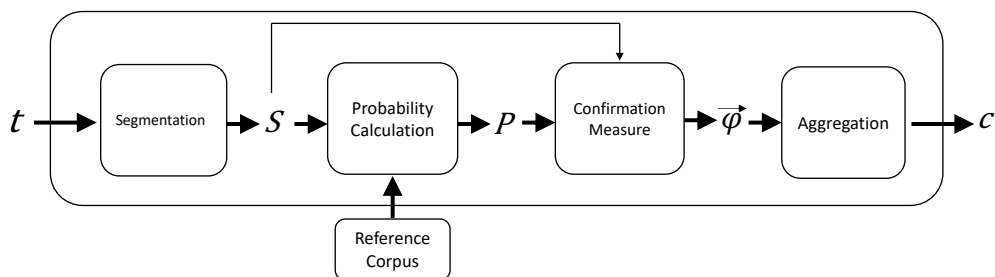 t
Segmentation
S
Probability
Calculation
P
Confirmation
Measure
φ⃗
Aggregation
c
Reference
Corpus